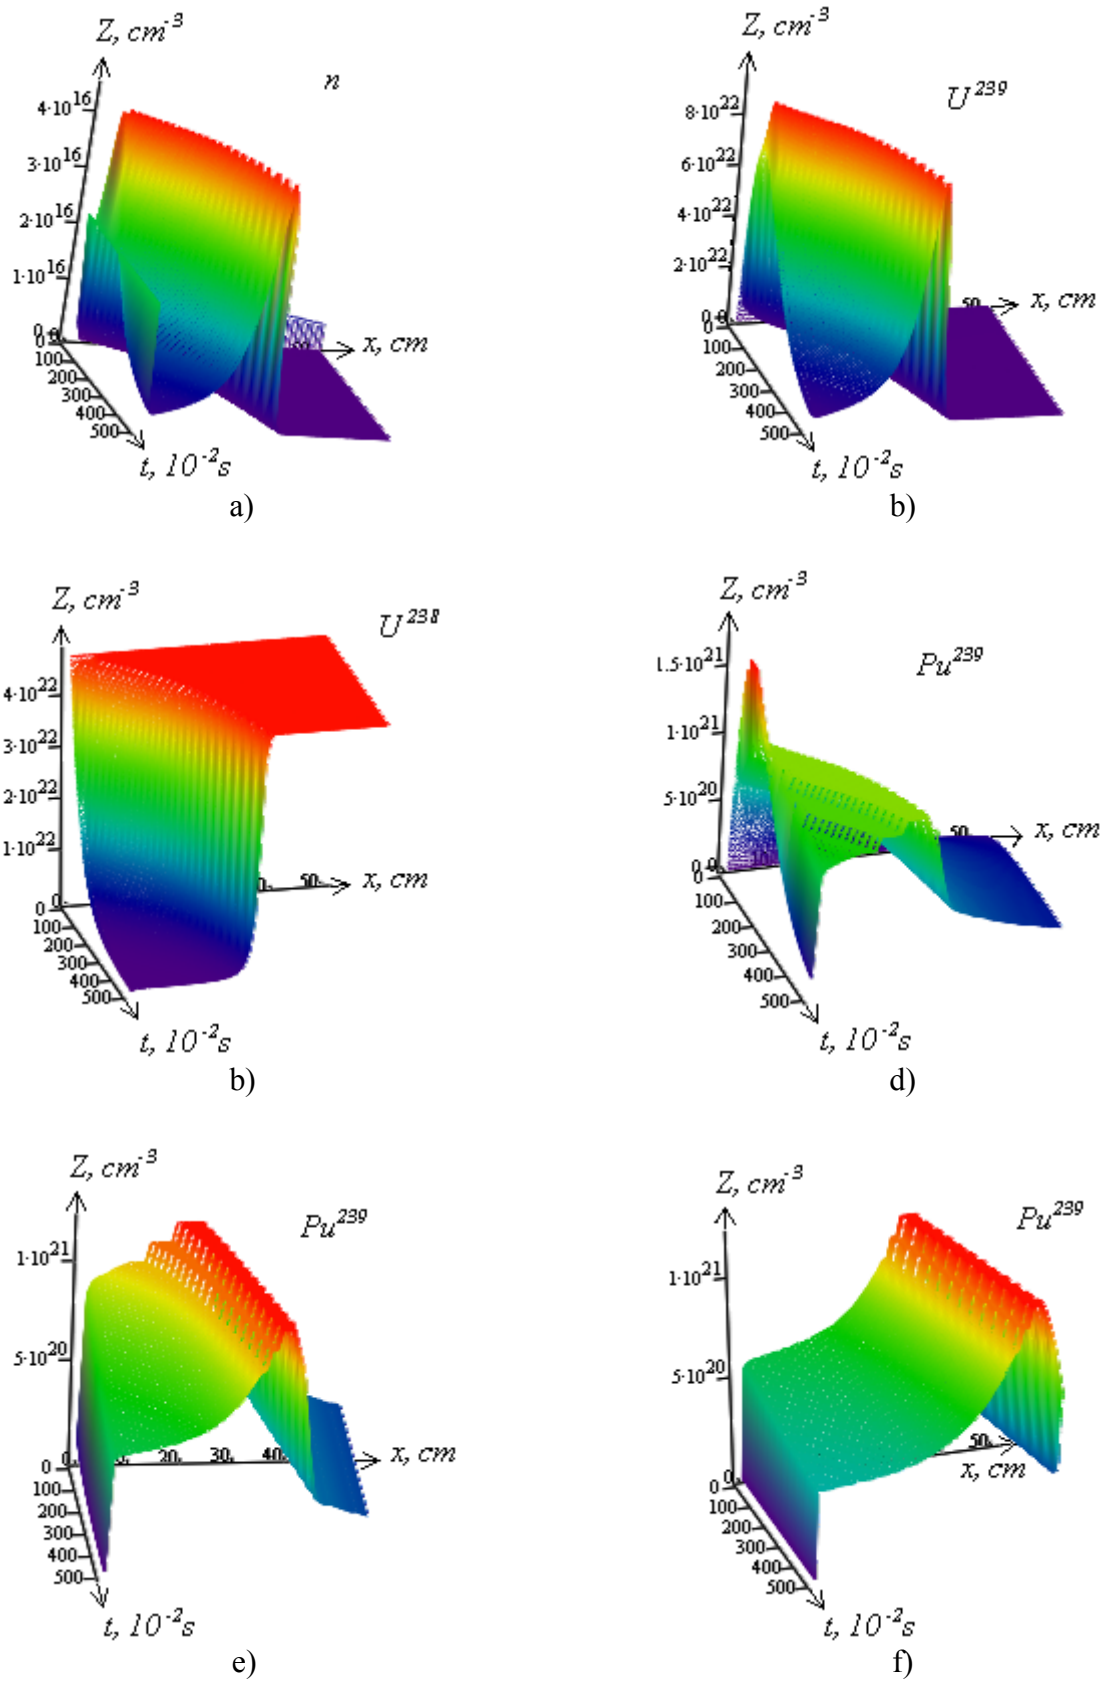 Z, cm⁻³
n
4·10¹⁶
3·10¹⁶
2·10¹⁶
1·10¹⁶
0
100
200
300
400
500
x, cm
t, 10⁻²s
a)
Z, cm⁻³
U²³⁹
8·10²²
6·10²²
4·10²²
2·10²²
0
100
200
300
400
500
50
x, cm
t, 10⁻²s
b)
Z, cm⁻³
U²³⁸
4·10²²
3·10²²
2·10²²
1·10²²
0
100
200
300
400
500
50
x, cm
t, 10⁻²s
b)
Z, cm⁻³
Pu²³⁹
1.5·10²¹
1·10²¹
5·10²⁰
0
100
200
300
400
500
50
x, cm
t, 10⁻²s
d)
Z, cm⁻³
Pu²³⁹
1·10²¹
5·10²⁰
0
0
20
30
40
100
200
300
400
500
x, cm
t, 10⁻²s
e)
Z, cm⁻³
Pu²³⁹
1·10²¹
5·10²⁰
0
0
100
200
300
400
500
50
x, cm
t, 10⁻²s
f)